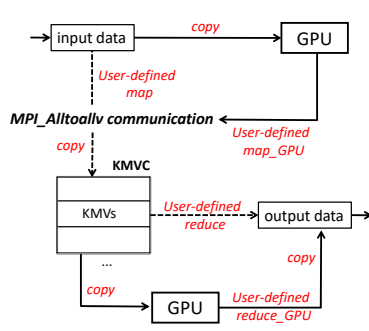 copy
input data
GPU
User-defined
map
MPI_Alltoallv communication
User-defined
map_GPU
copy
KMVC
KMVs
User-defined
reduce
output data
...
copy
copy
GPU
User-defined
reduce_GPU